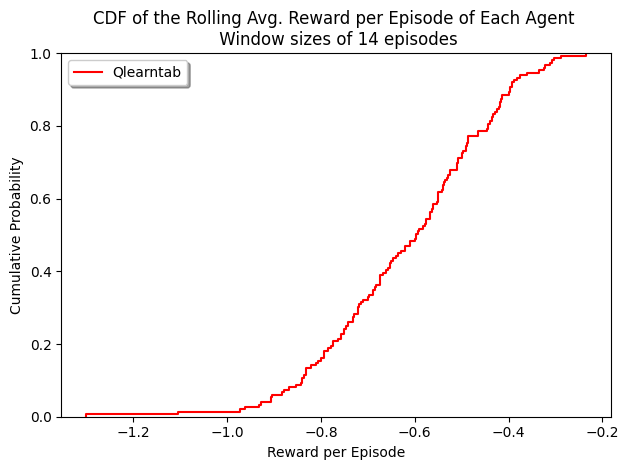 CDF of the Rolling Avg. Reward per Episode of Each Agent
Window sizes of 14 episodes
Qlearntab
1.0
0.8
0.6
0.4
0.2
0.0
Cumulative Probability
−1.2
−1.0
−0.8
−0.6
−0.4
−0.2
Reward per Episode